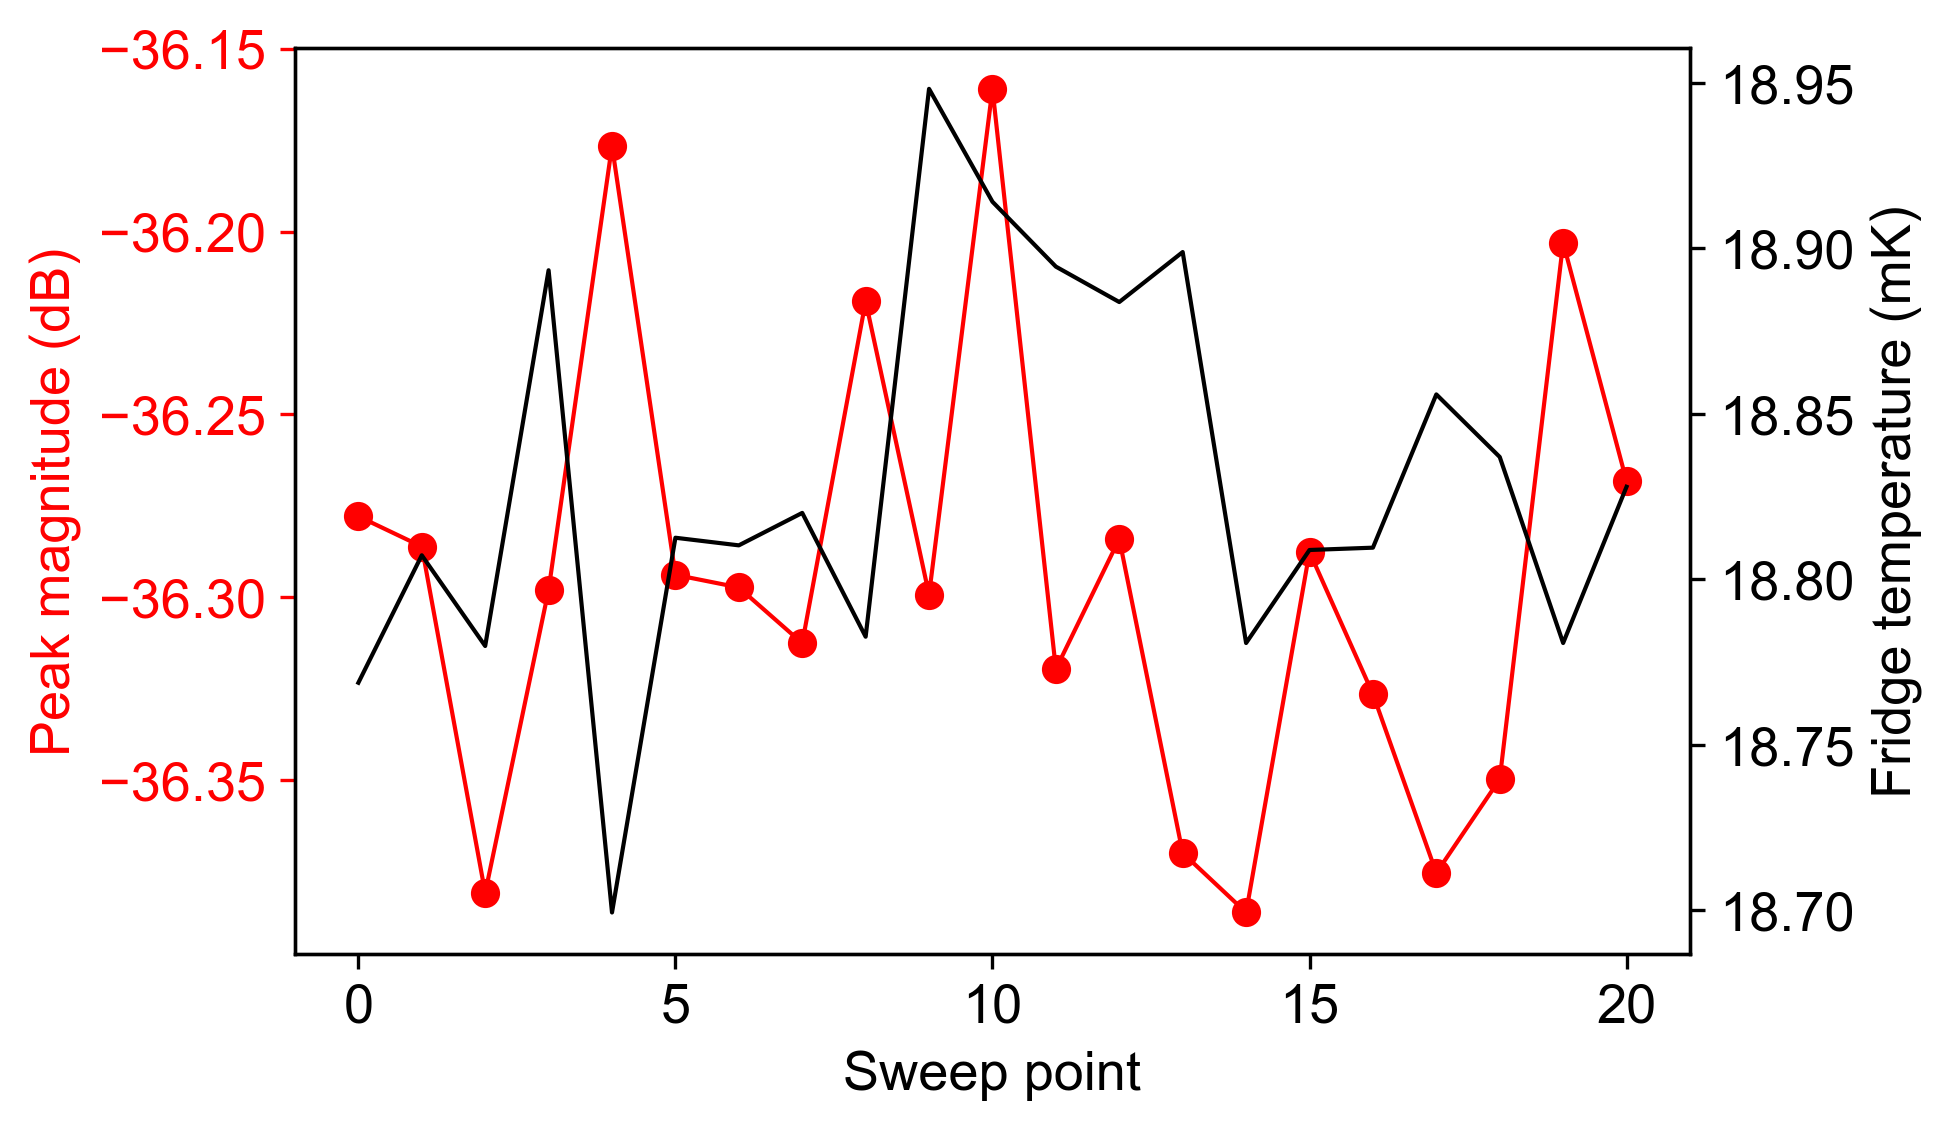 Peak magnitude (dB)
−36.15
−36.20
−36.25
−36.30
−36.35
18.95
18.90
18.85
18.80
18.75
18.70
Fridge temperature (mK)
0 5 10 15 20
Sweep point